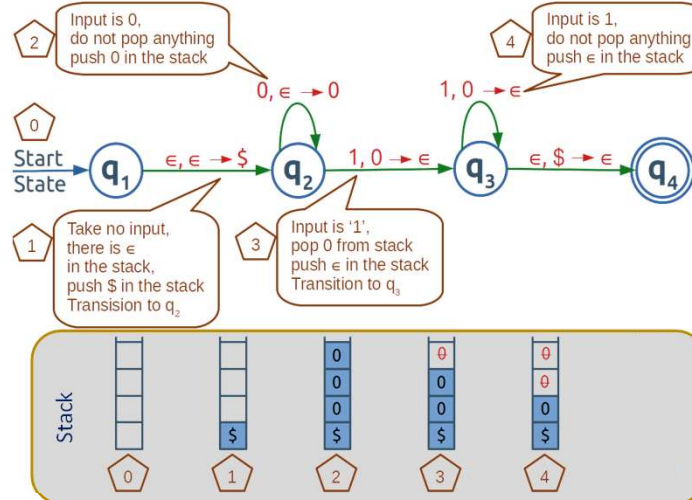 2
Input is 0,
do not pop anything
push 0 in the stack
4
Input is 1,
do not pop anything
push ϵ in the stack
0
0, ϵ → 0
1, 0 → ϵ
Start
State
q₁
ϵ, ϵ → $
q₂
1, 0 → ϵ
q₃
ϵ, $ → ϵ
q₄
1
Take no input,
there is ϵ
in the stack,
push $ in the stack
Transision to q₂
3
Input is ‘1’,
pop 0 from stack
push ϵ in the stack
Transition to q₃
Stack
$
0
0
0
$
0
0
0
$
0
0
0
$
0
1
2
3
4